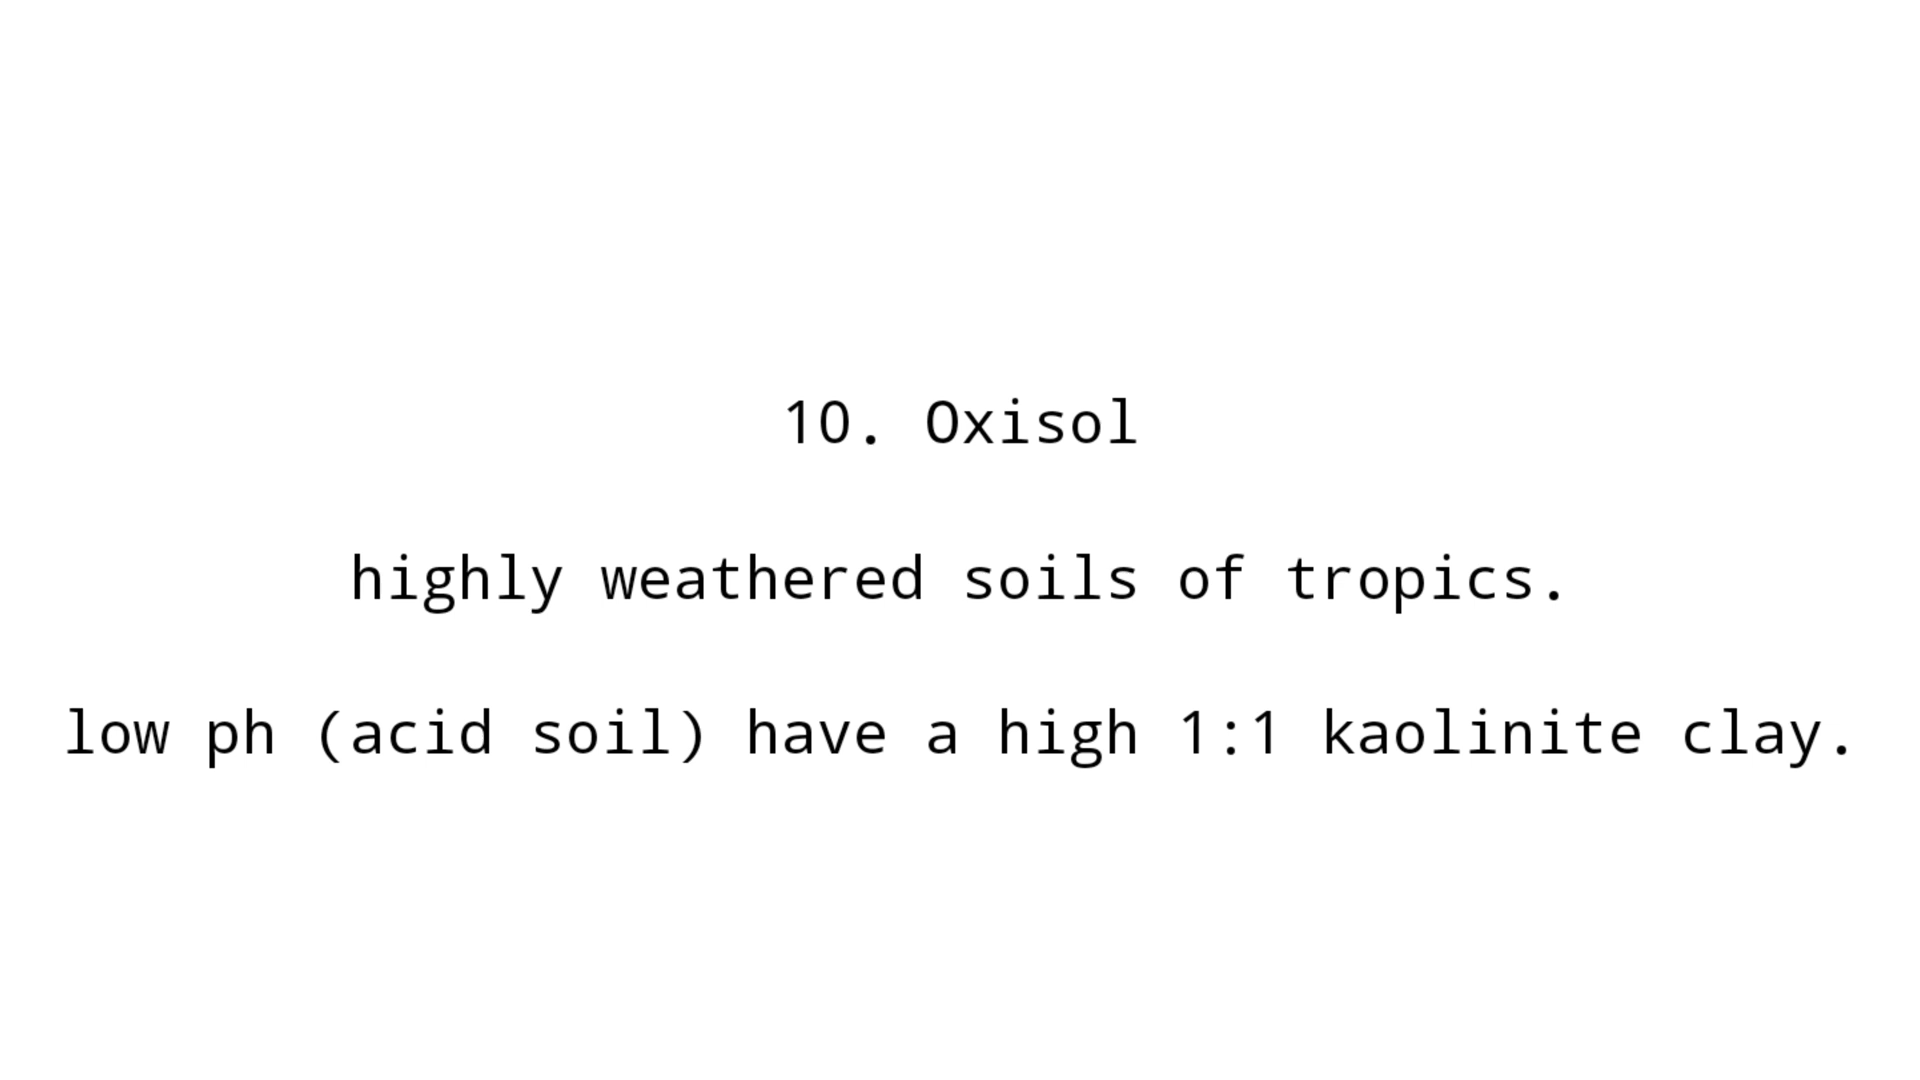 10. Oxisol
highly weathered soils of tropics.
low ph (acid soil) have a high 1:1 kaolinite clay.